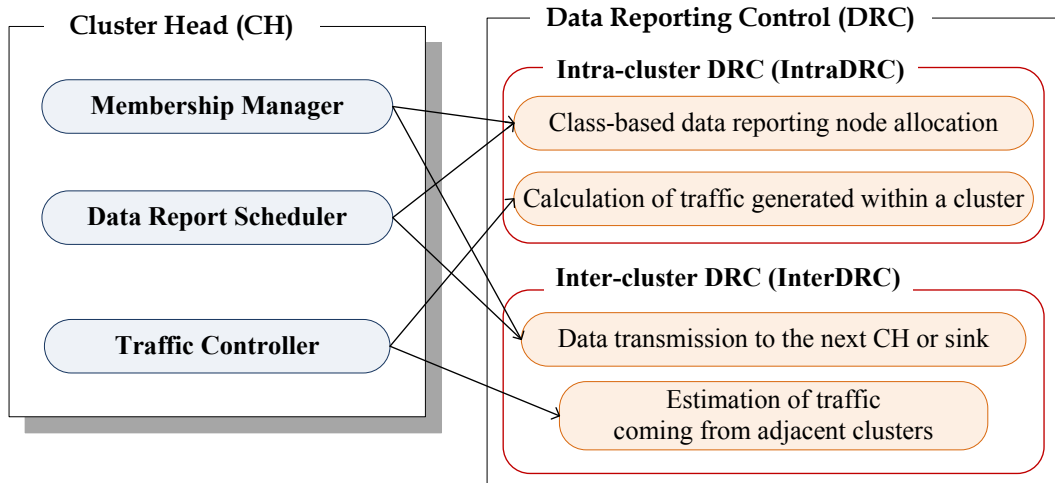 Cluster Head (CH)
Membership Manager
Data Report Scheduler
Traffic Controller
Data Reporting Control (DRC)
Intra-cluster DRC (IntraDRC)
Class-based data reporting node allocation
Calculation of traffic generated within a cluster
Inter-cluster DRC (InterDRC)
Data transmission to the next CH or sink
Estimation of traffic
coming from adjacent clusters